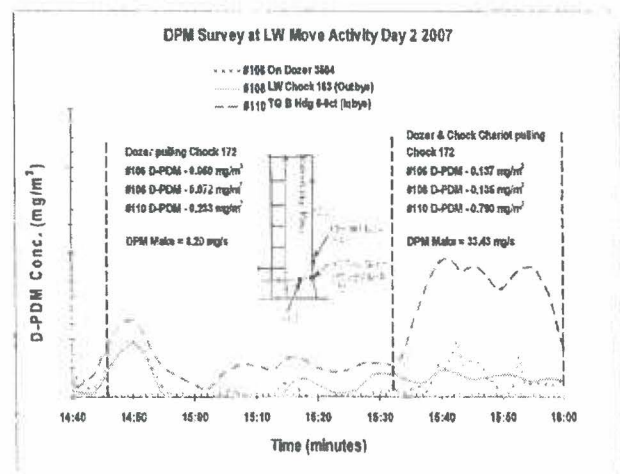 DPM Survey at LW Move Activity Day 2 2007
#106 On Dozer 3504
#108 LW Chock 163 (Outbye)
#110 TG B Hdg 6-9ct (Inbye)
Dozer pulling Chock 172
#106 D-PDM - 0.060 mg/m³
#106 D-PDM - 0.072 mg/m³
#110 D-PDM - 0.233 mg/m³
DPM Make = 8.20 mg/s
Dozer & Chock Chariot pulling
Chock 172
#106 D-PDM - 0.137 mg/m³
#108 D-PDM - 0.136 mg/m³
#110 D-PDM - 0.790 mg/m³
DPM Make = 33.43 mg/s
D-PDM Conc. (mg/m³)
14:40 14:50 15:00 15:10 15:20 15:30 15:40 15:50 16:00
Time (minutes)